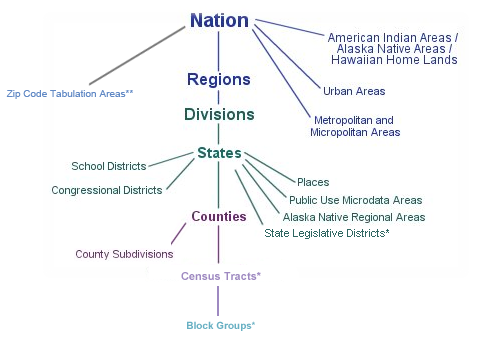 Nation
American Indian Areas /
Alaska Native Areas /
Hawaiian Home Lands
Regions
Zip Code Tabulation Areas**
Urban Areas
Divisions
Metropolitan and
Micropolitan Areas
States
School Districts
Congressional Districts
Places
Public Use Microdata Areas
Alaska Native Regional Areas
State Legislative Districts*
Counties
County Subdivisions
Census Tracts*
Block Groups*